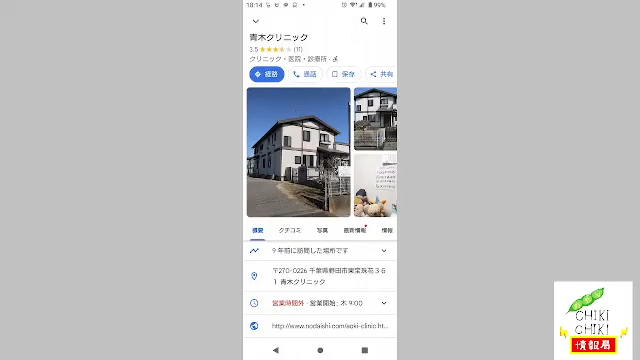 18:14
99%
青木クリニック
3.5 ★★★★★ (11)
クリニック・医院・診療所・
経路
通話
保存
共有
概要
クチコミ
写真
最新情報
情報
9 年前に訪問した場所です
〒270-0226 千葉県野田市東宝珠花３６
１ 青木クリニック
営業時間外・営業開始: 木 9:00
http://www.nodaishi.com/aoki-clinic.ht...
CHIKI
CHIKI
情報局